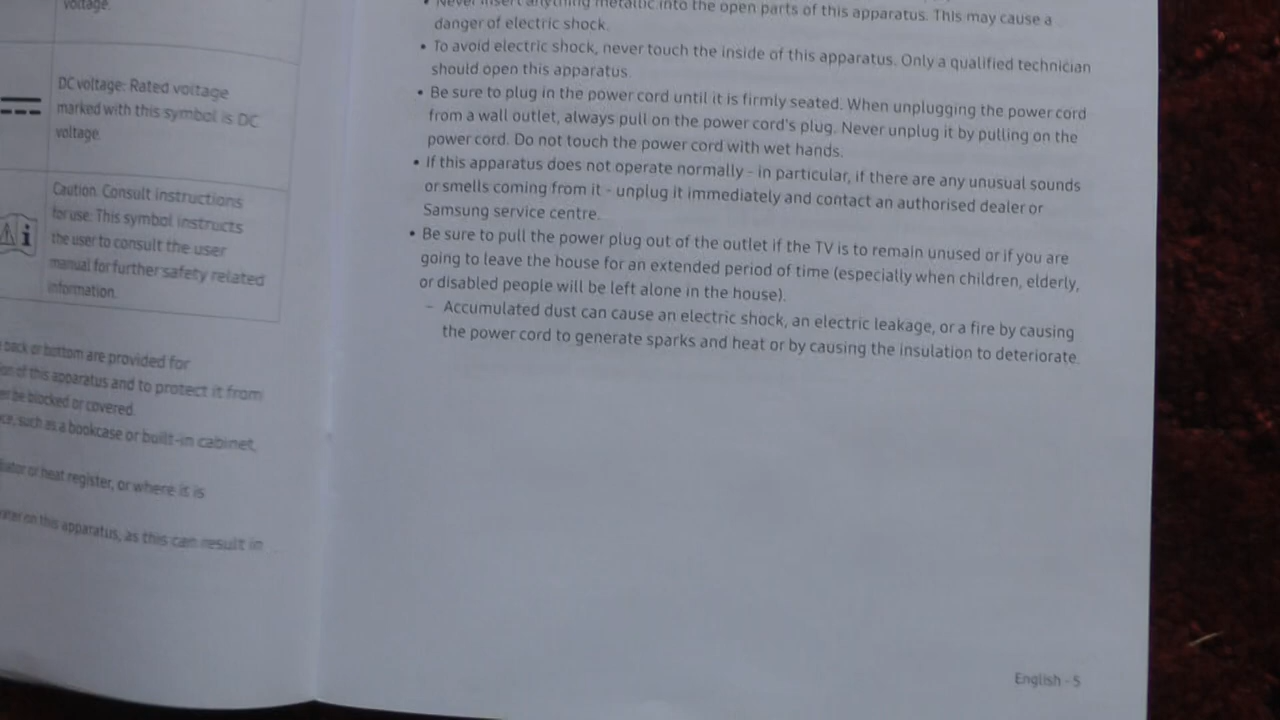 voltage.
DC voltage: Rated voltage
marked with this symbol is DC
voltage.
Caution. Consult instructions
for use: This symbol instructs
the user to consult the user
manual for further safety related
information.
back or bottom are provided for
of this apparatus and to protect it from
be blocked or covered.
such as a bookcase or built-in cabinet,
or heat register, or where it is
on this apparatus, as this can result in
• Never insert anything metallic into the open parts of this apparatus. This may cause a
danger of electric shock.
• To avoid electric shock, never touch the inside of this apparatus. Only a qualified technician
should open this apparatus.
• Be sure to plug in the power cord until it is firmly seated. When unplugging the power cord
from a wall outlet, always pull on the power cord's plug. Never unplug it by pulling on the
power cord. Do not touch the power cord with wet hands.
• If this apparatus does not operate normally - in particular, if there are any unusual sounds
or smells coming from it - unplug it immediately and contact an authorised dealer or
Samsung service centre.
• Be sure to pull the power plug out of the outlet if the TV is to remain unused or if you are
going to leave the house for an extended period of time (especially when children, elderly,
or disabled people will be left alone in the house).
– Accumulated dust can cause an electric shock, an electric leakage, or a fire by causing
the power cord to generate sparks and heat or by causing the insulation to deteriorate.
English - 5